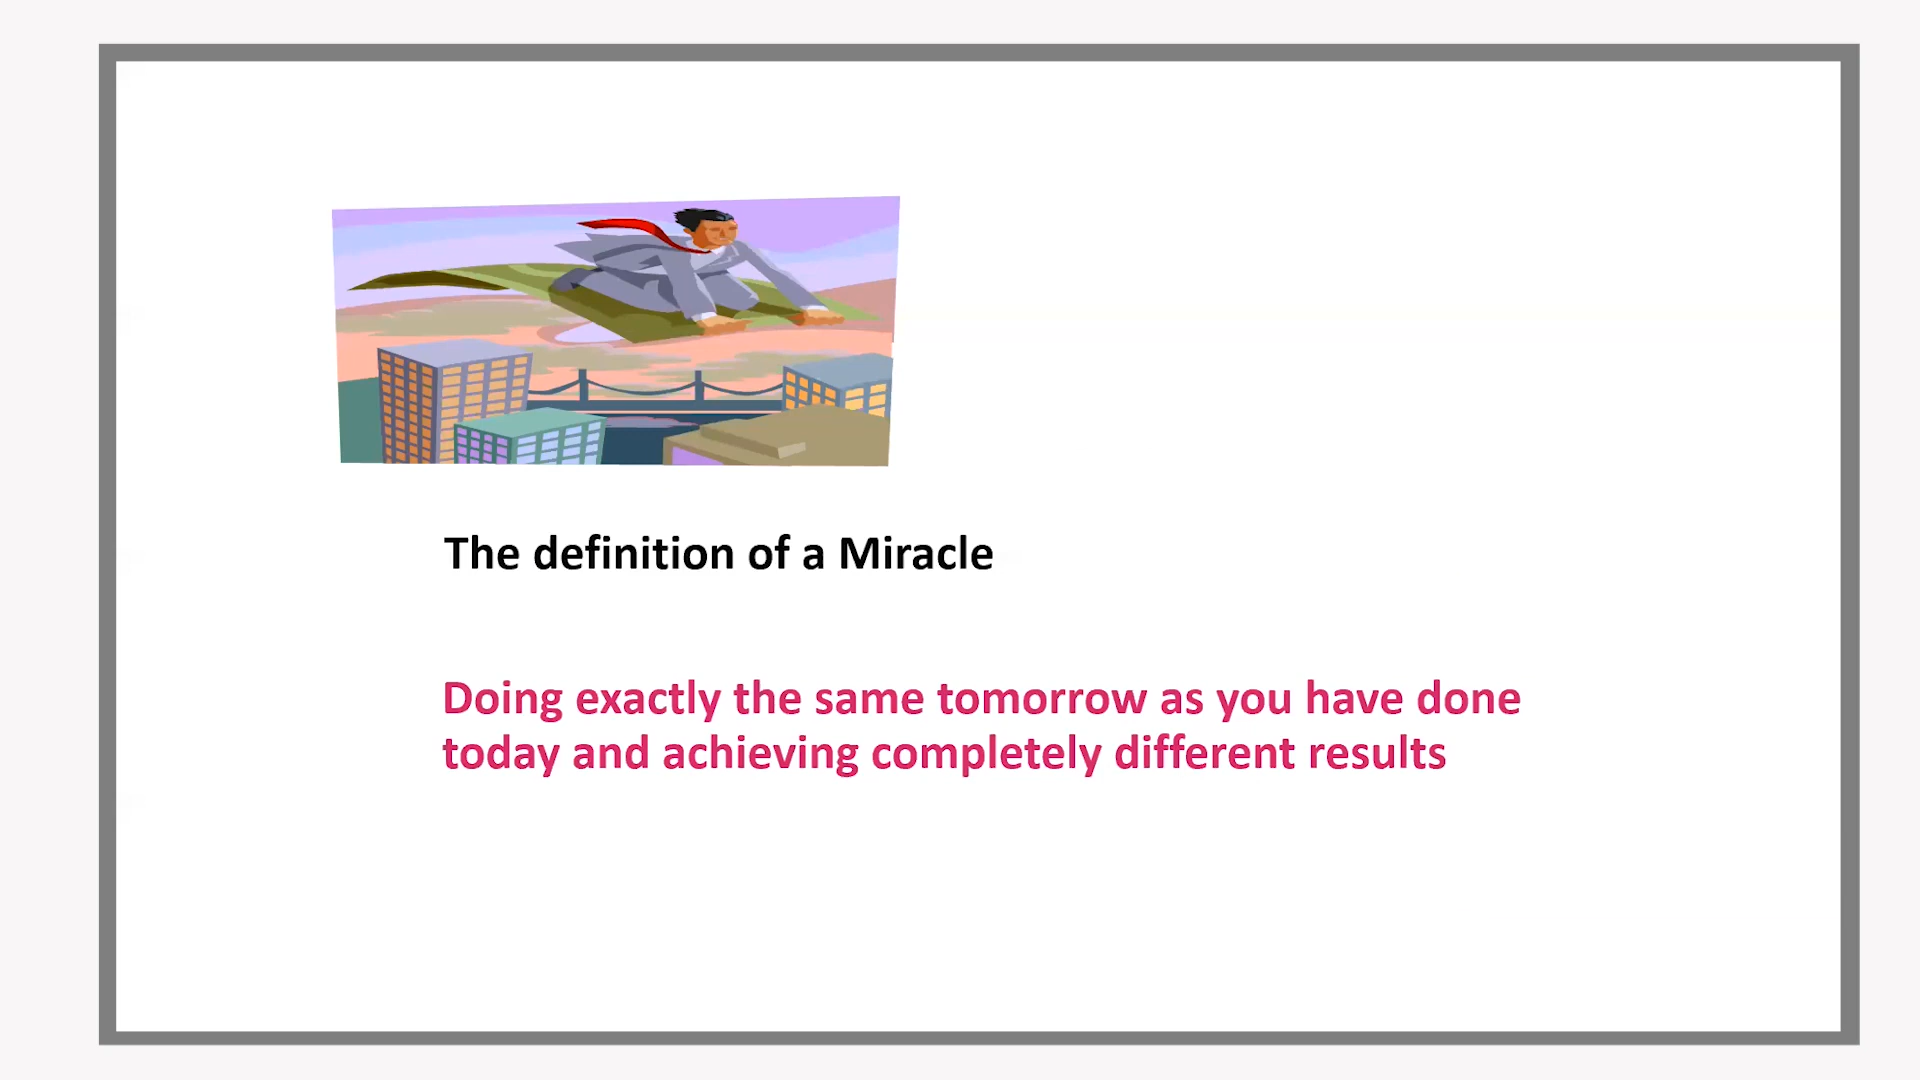 The definition of a Miracle
Doing exactly the same tomorrow as you have done
today and achieving completely different results